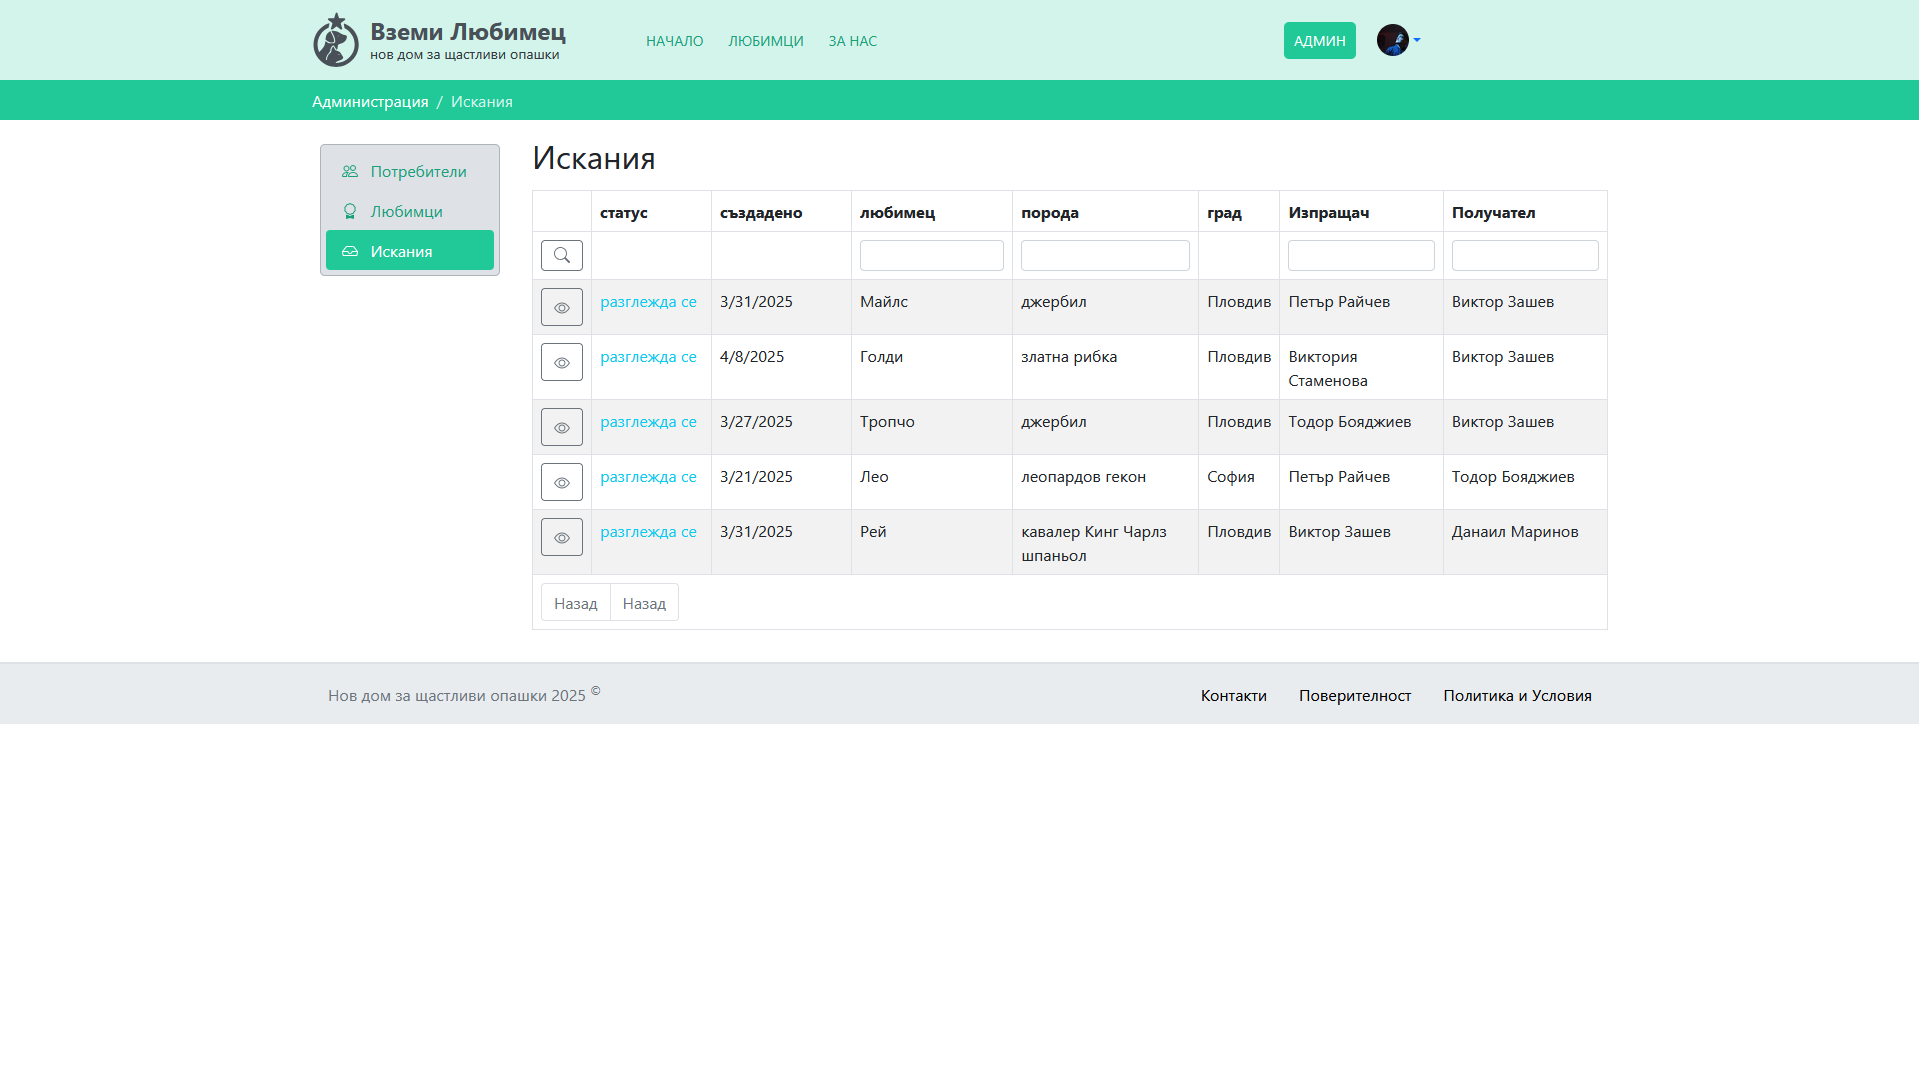 Вземи Любимец
нов дом за щастливи опашки
НАЧАЛО ЛЮБИМЦИ ЗА НАС
АДМИН
Администрация / Искания
Потребители
Любимци
Искания
Искания
статус създадено любимец порода град Изпращач Получател
разглежда се 3/31/2025 Майлс джербил Пловдив Петър Райчев Виктор Зашев
разглежда се 4/8/2025 Голди златна рибка Пловдив Виктория Виктор Зашев
Стаменова
разглежда се 3/27/2025 Тропчо джербил Пловдив Тодор Бояджиев Виктор Зашев
разглежда се 3/21/2025 Лео леопардов гекон София Петър Райчев Тодор Бояджиев
разглежда се 3/31/2025 Рей кавалер Кинг Чарлз Пловдив Виктор Зашев Данаил Маринов
шпаньол
Назад Назад
Нов дом за щастливи опашки 2025 ©
Контакти Поверителност Политика и Условия